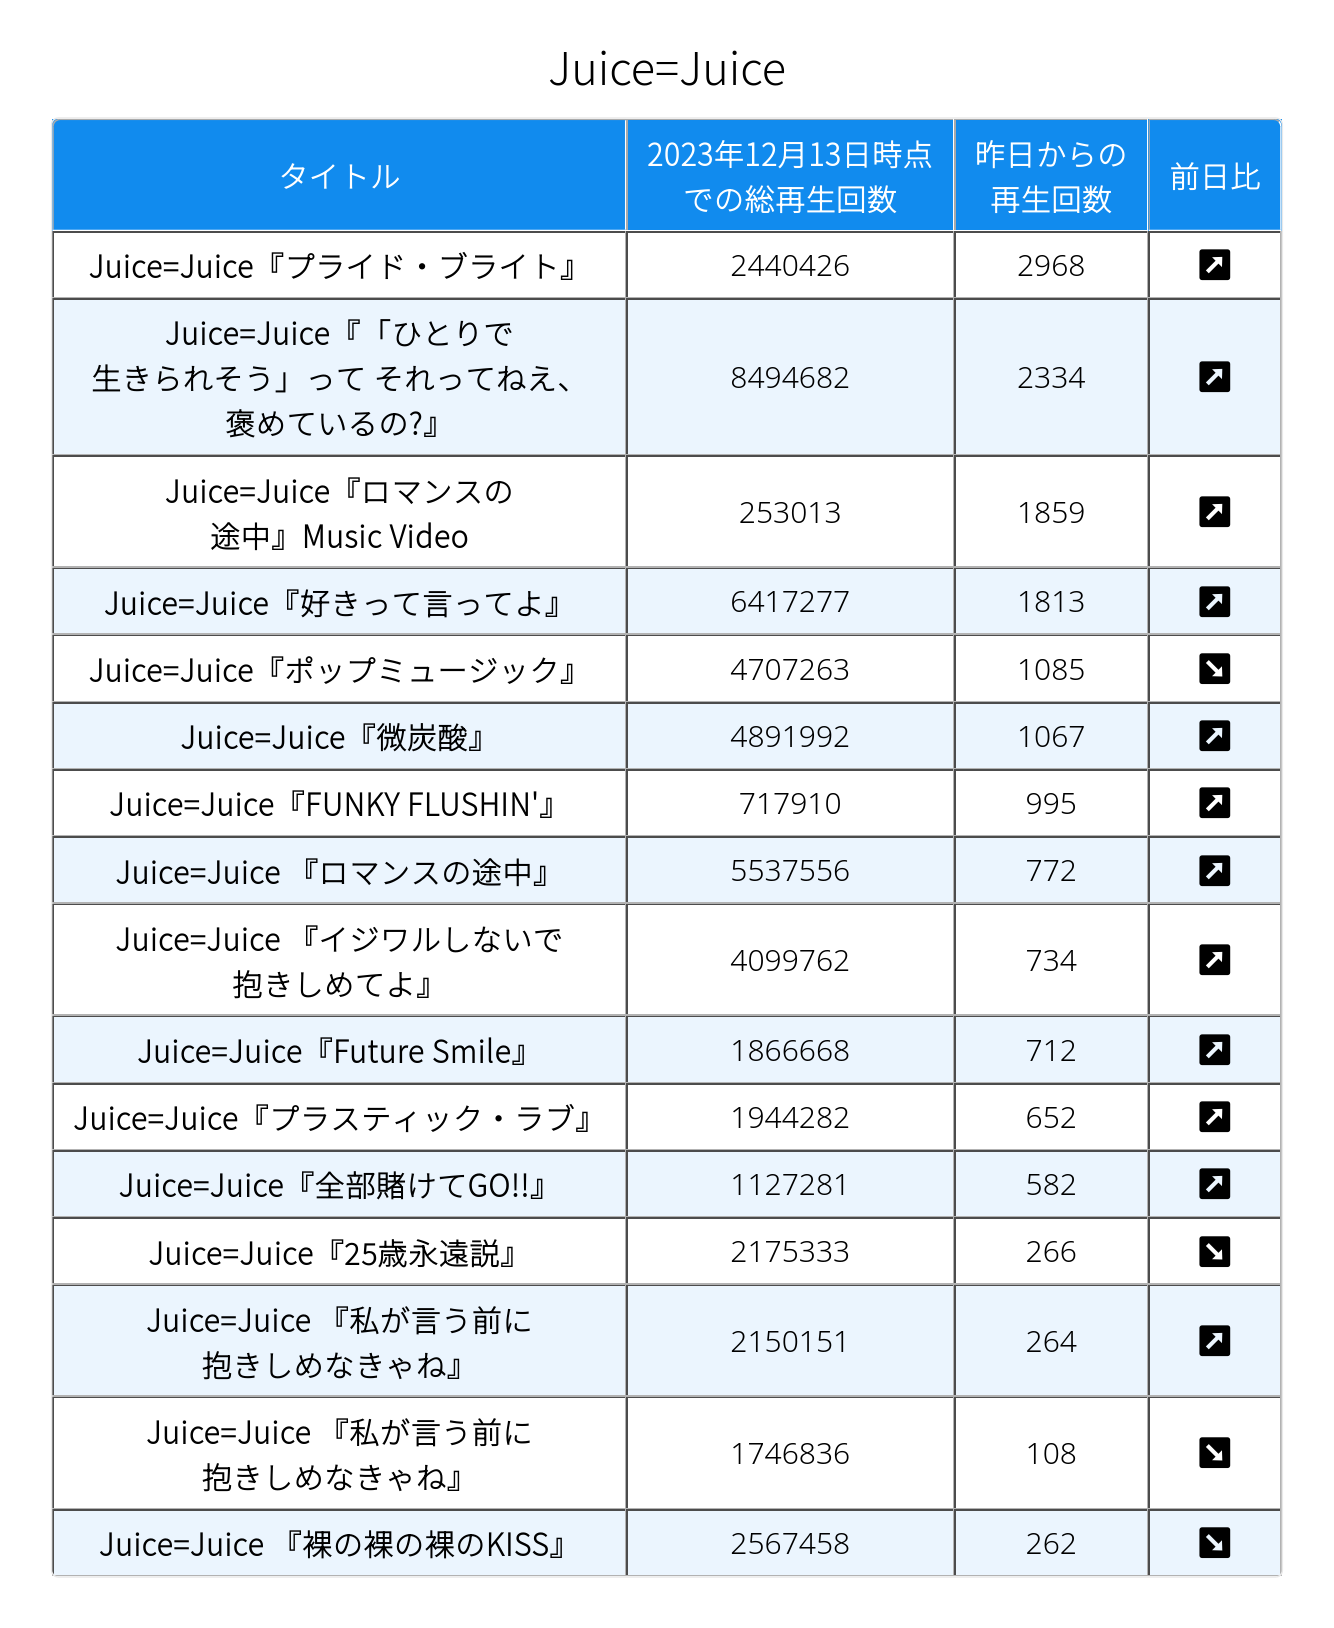 Juice=Juice
タイトル
2023年12月13日時点
での総再生回数
昨日からの
再生回数
前日比
Juice=Juice『プライド・ブライト』
2440426
2968
Juice=Juice『「ひとりで
生きられそう」って それってねえ、
褒めているの?』
8494682
2334
Juice=Juice『ロマンスの
途中』Music Video
253013
1859
Juice=Juice『好きって言ってよ』
6417277
1813
Juice=Juice『ポップミュージック』
4707263
1085
Juice=Juice『微炭酸』
4891992
1067
Juice=Juice『FUNKY FLUSHIN'』
717910
995
Juice=Juice 『ロマンスの途中』
5537556
772
Juice=Juice 『イジワルしないで
抱きしめてよ』
4099762
734
Juice=Juice『Future Smile』
1866668
712
Juice=Juice『プラスティック・ラブ』
1944282
652
Juice=Juice『全部賭けてGO!!』
1127281
582
Juice=Juice『25歳永遠説』
2175333
266
Juice=Juice 『私が言う前に
抱きしめなきゃね』
2150151
264
Juice=Juice 『私が言う前に
抱きしめなきゃね』
1746836
108
Juice=Juice 『裸の裸の裸のKISS』
2567458
262